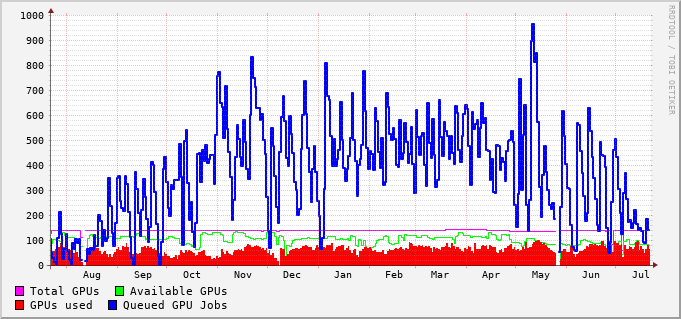 1000
900
800
700
600
500
400
300
200
100
0
Aug Sep Oct Nov Dec Jan Feb Mar Apr May Jun Jul
Total GPUs Available GPUs
GPUs used Queued GPU Jobs
RRDTOOL / TOBI OETIKER